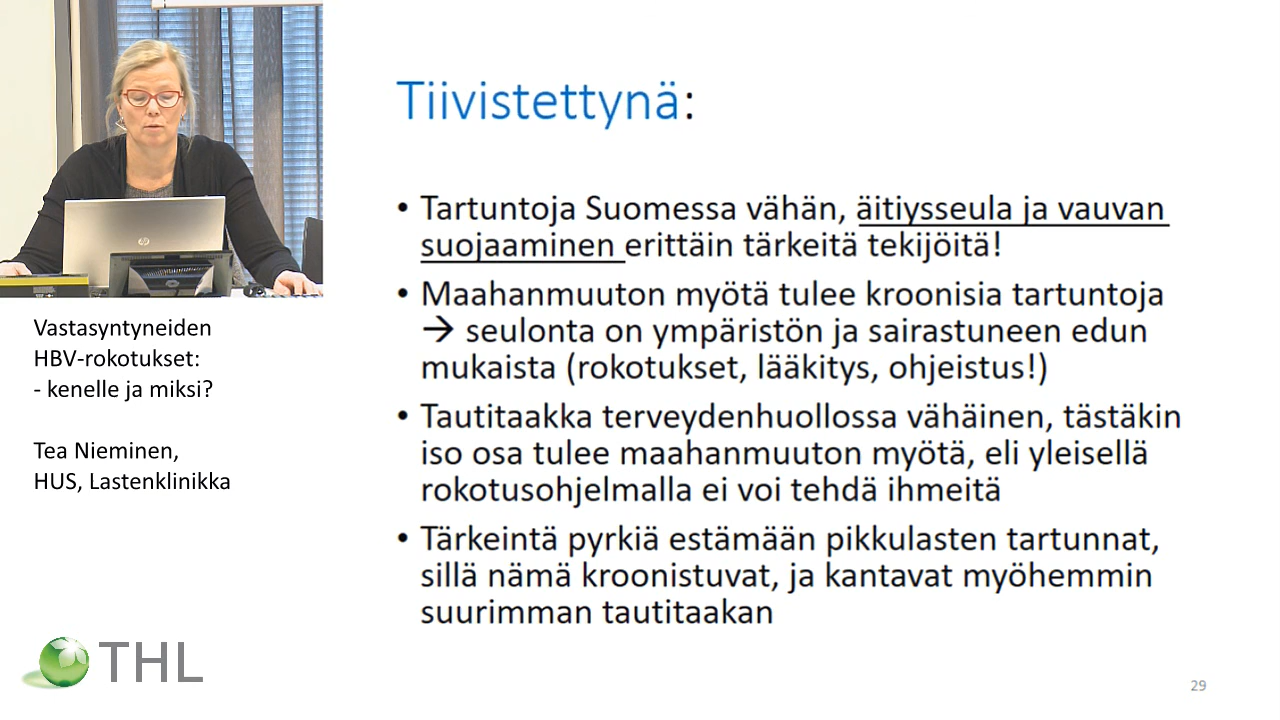 Tiivistettynä:
• Tartuntoja Suomessa vähän, äitiysseula ja vauvan
suojaaminen erittäin tärkeitä tekijöitä!
• Maahanmuuton myötä tulee kroonisia tartuntoja
→ seulonta on ympäristön ja sairastuneen edun
mukaista (rokotukset, lääkitys, ohjeistus!)
• Tautitaakka terveydenhuollossa vähäinen, tästäkin
iso osa tulee maahanmuuton myötä, eli yleisellä
rokotusohjelmalla ei voi tehdä ihmeitä
• Tärkeintä pyrkiä estämään pikkulasten tartunnat,
sillä nämä kroonistuvat, ja kantavat myöhemmin
suurimman tautitaakan
Vastasyntyneiden
HBV-rokotukset:
- kenelle ja miksi?
Tea Nieminen,
HUS, Lastenklinikka
THL
29
hp